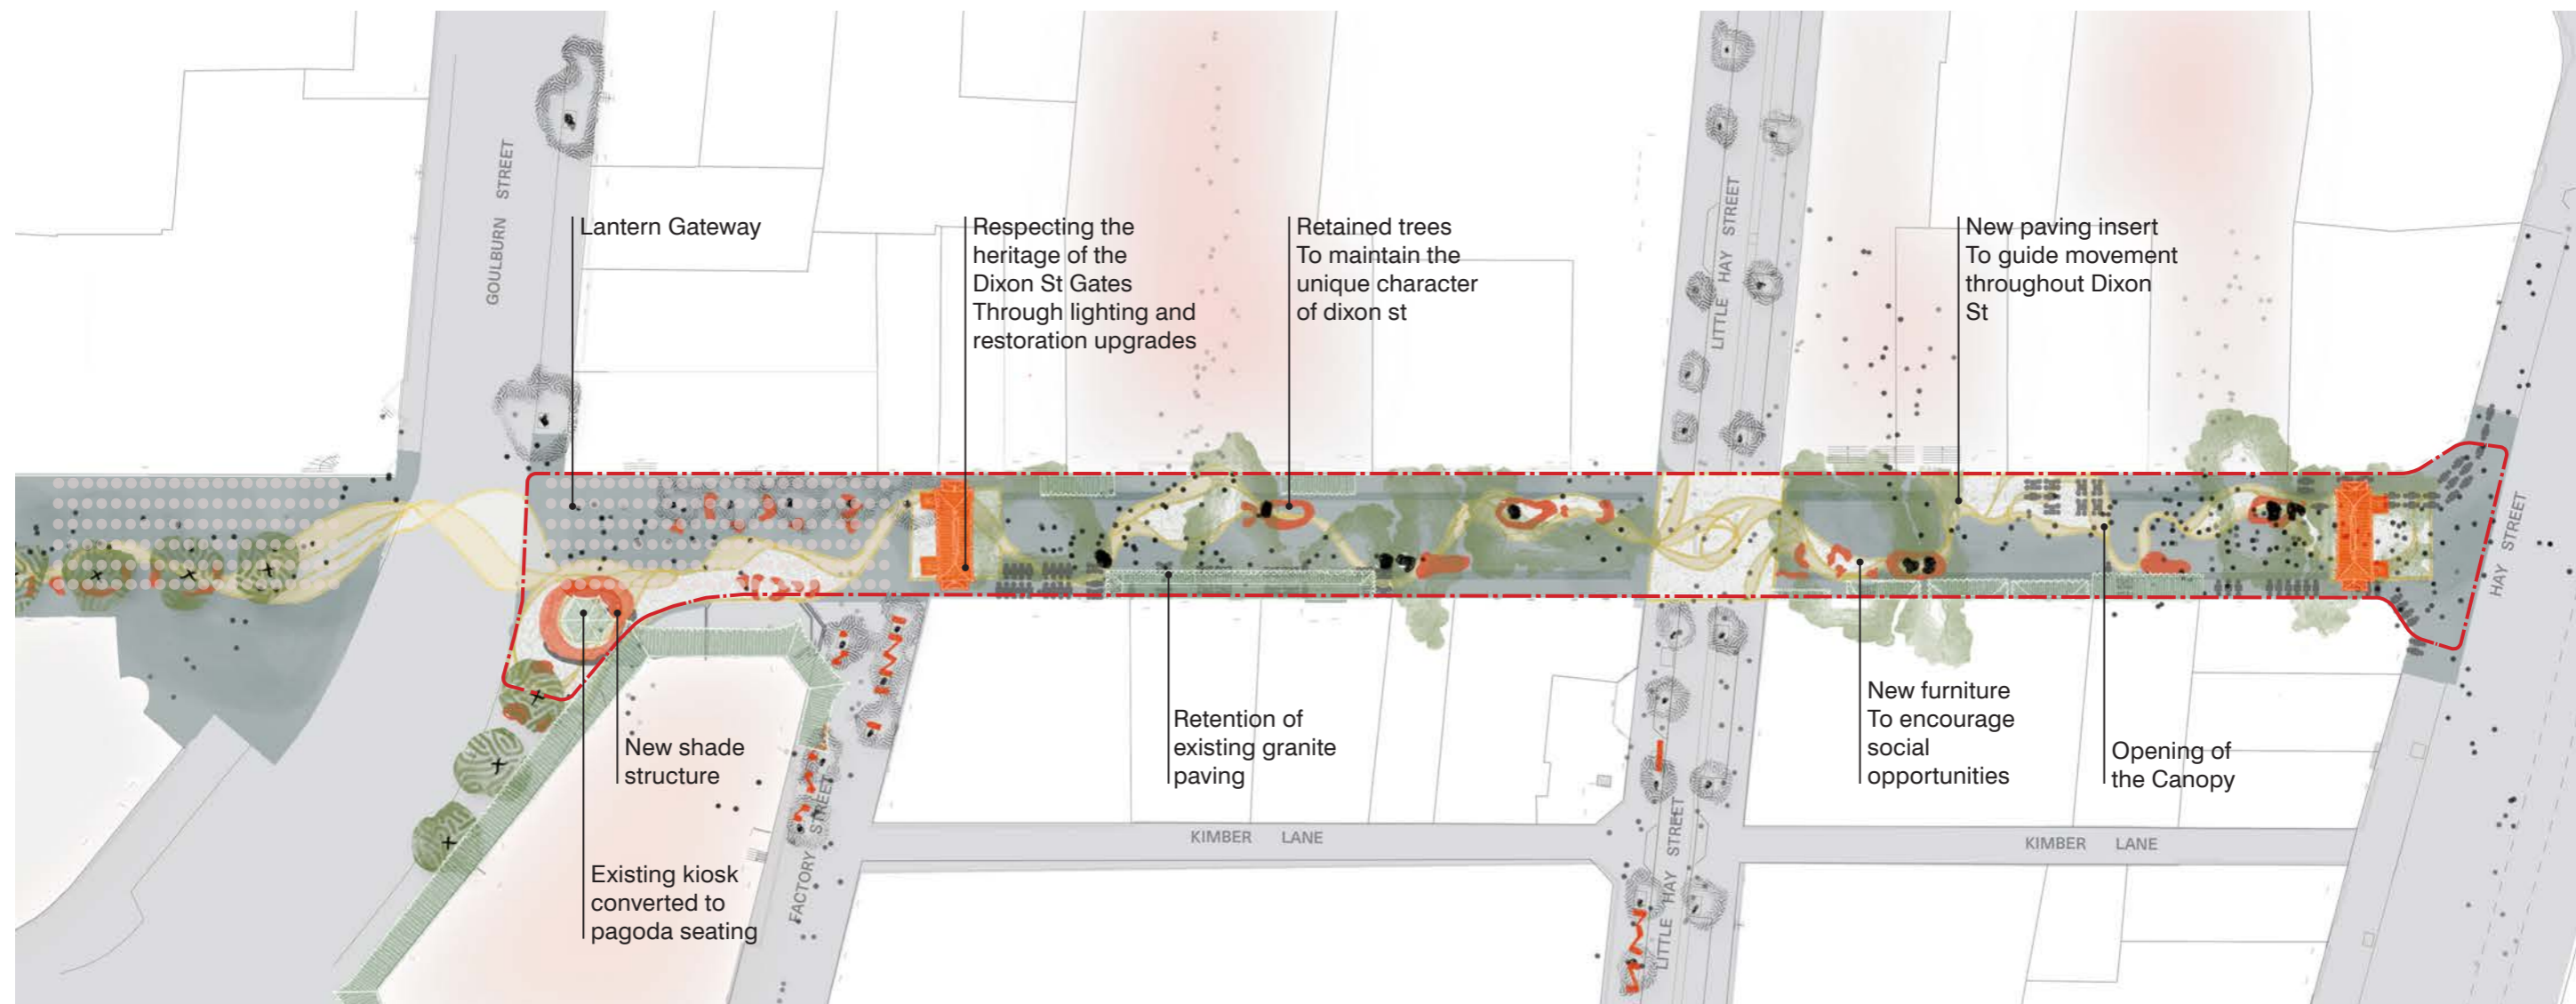 GOULBURN STREET
Lantern Gateway
Respecting the
heritage of the
Dixon St Gates
Through lighting and
restoration upgrades
Retained trees
To maintain the
unique character
of dixon st
LITTLE HAY STREET
New paving insert
To guide movement
throughout Dixon
St
HAY STREET
New shade
structure
Existing kiosk
converted to
pagoda seating
FACTORY STREET
Retention of
existing granite
paving
KIMBER LANE
LITTLE HAY STREET
New furniture
To encourage
social
opportunities
Opening of
the Canopy
KIMBER LANE